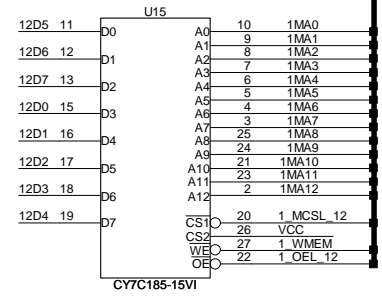 U15
12D5 11 D0 A0 10 1MA0
A1 9 1MA1
12D6 12 D1 A2 8 1MA2
A3 7 1MA3
12D7 13 D2 A4 6 1MA4
A5 5 1MA5
12D0 15 D3 A6 4 1MA6
A7 3 1MA7
12D1 16 D4 A8 25 1MA8
A9 24 1MA9
12D2 17 D5 A10 21 1MA10
A11 23 1MA11
12D3 18 D6 A12 2 1MA12
12D4 19 D7 CS1 20 1_MCSL_12
CS2 26 VCC
WE 27 1_WMEM
OE 22 1_OEL_12
CY7C185-15VI